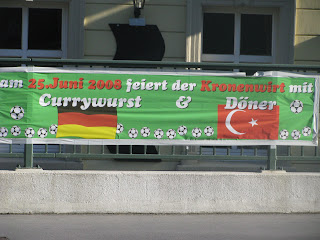 am 25.Juni 2008 feiert der Kronenwirt mit
Currywurst & Döner